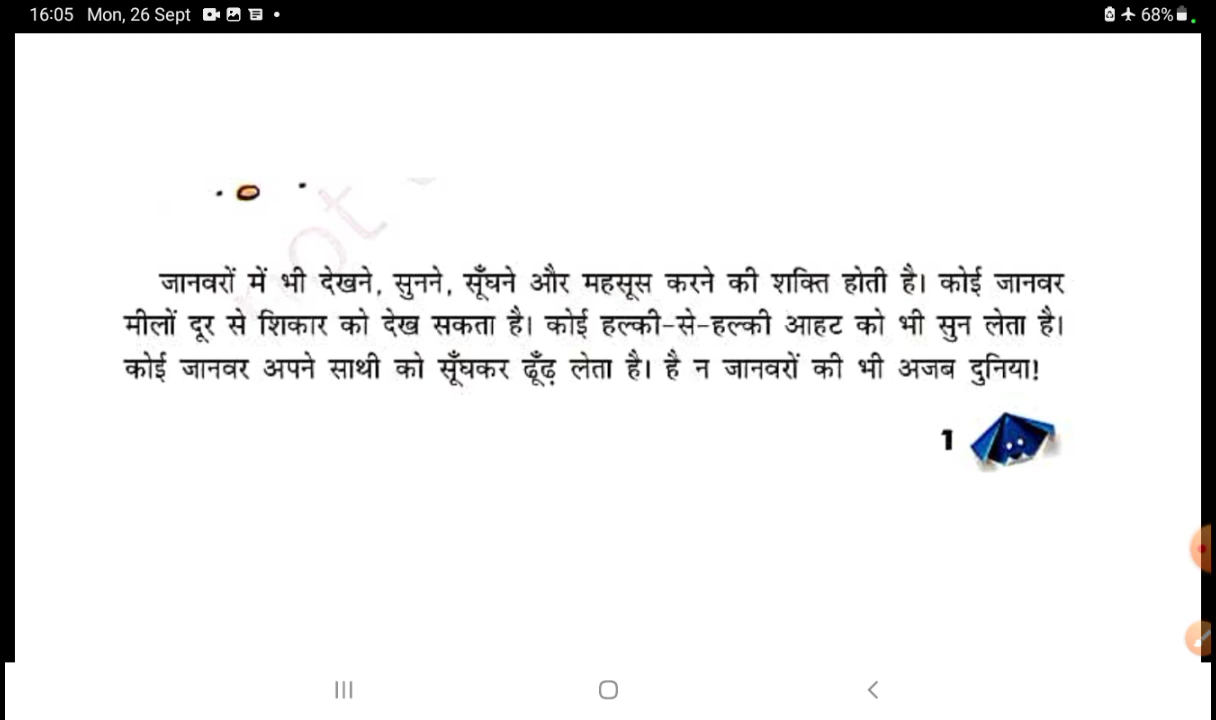 16:05 Mon, 26 Sept 68%
not
जानवरों में भी देखने, सुनने, सूँघने और महसूस करने की शक्ति होती है। कोई जानवर
मीलों दूर से शिकार को देख सकता है। कोई हल्की-से-हल्की आहट को भी सुन लेता है।
कोई जानवर अपने साथी को सूँघकर ढूँढ़ लेता है। है न जानवरों की भी अजब दुनिया!
1